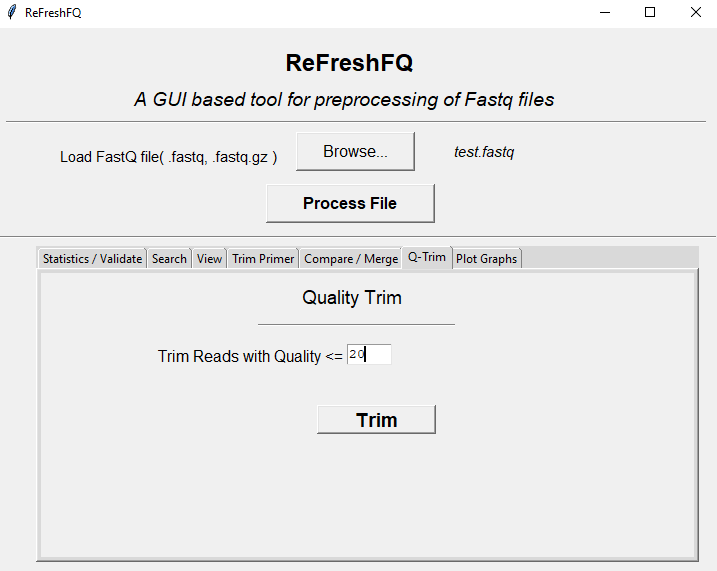 ReFreshFQ
ReFreshFQ
A GUI based tool for preprocessing of Fastq files
Load FastQ file( .fastq, .fastq.gz ) Browse... test.fastq
Process File
Statistics / Validate Search View Trim Primer Compare / Merge Q-Trim Plot Graphs
Quality Trim
Trim Reads with Quality <= 20
Trim